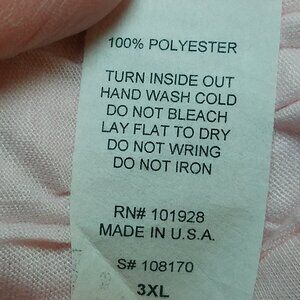 100% POLYESTER
TURN INSIDE OUT
HAND WASH COLD
DO NOT BLEACH
LAY FLAT TO DRY
DO NOT WRING
DO NOT IRON
RN# 101928
MADE IN U.S.A.
S# 108170
3XL